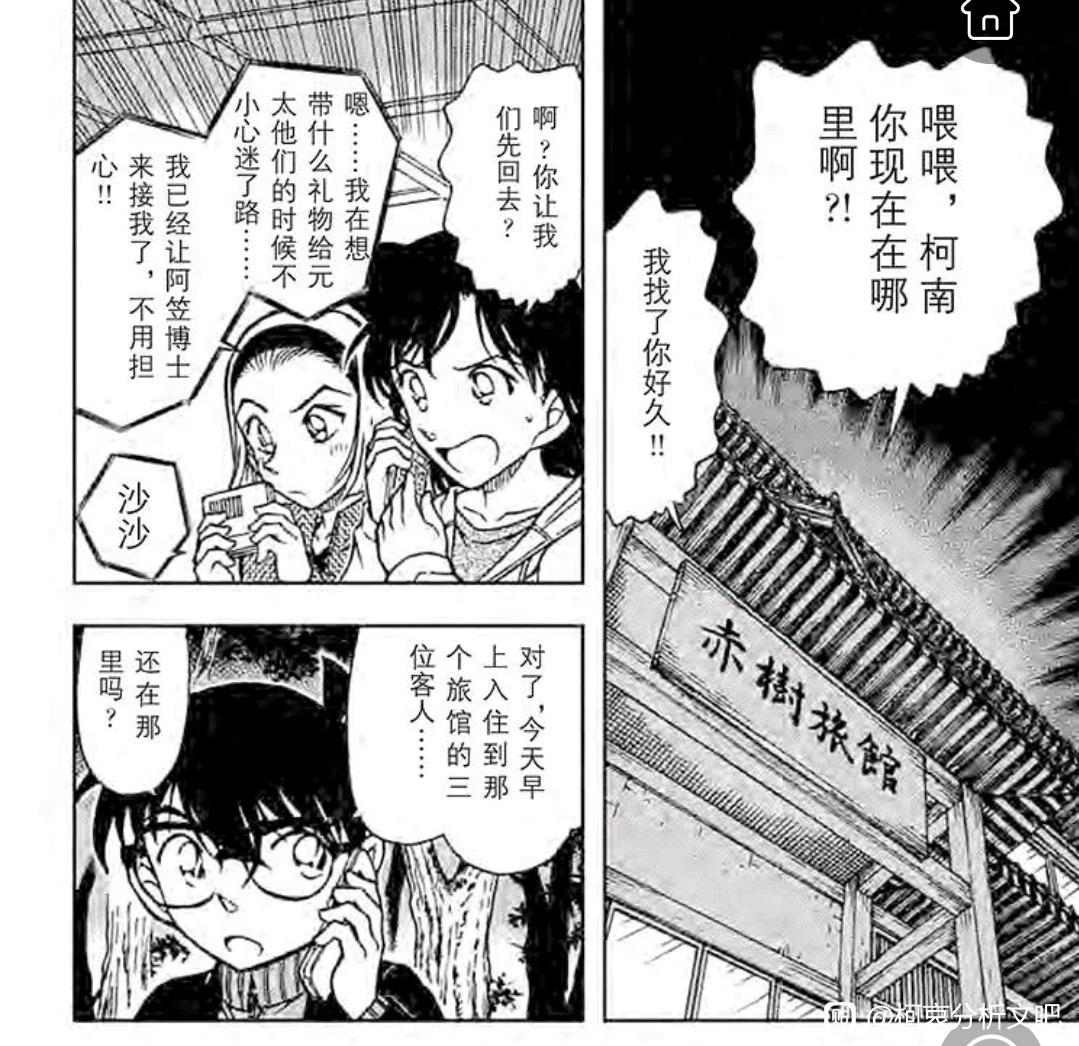 喂喂，柯南
你现在在哪
里啊?!
我找了你好久!!
赤樹旅館
啊？你让我
们先回去？
嗯……我在想
带什么礼物给元
太他们的时候不
小心迷了路……
我已经让阿笠博士
来接我了，不用担
心!!
沙沙
对了，今天早
上入住到那
个旅馆的三
位客人……
还在那
里吗？
@柯哀分析文吧